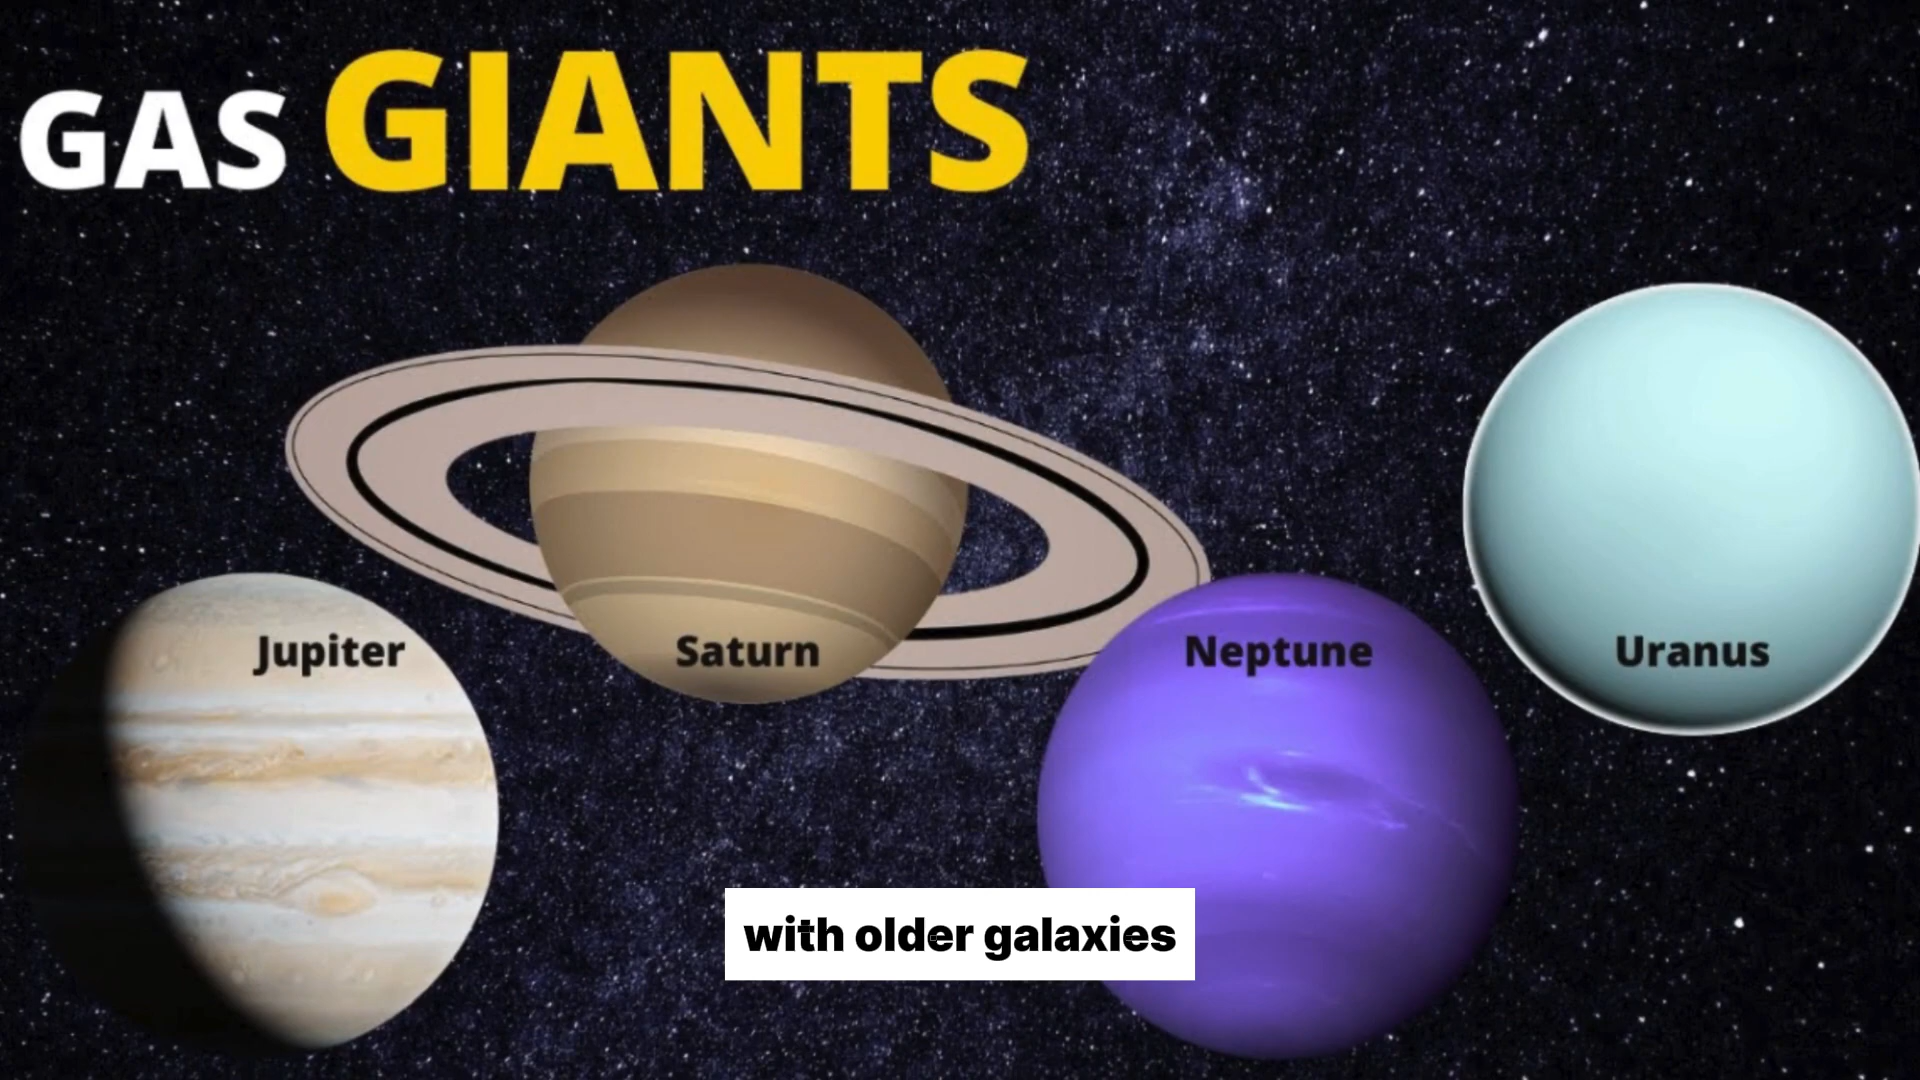 GAS GIANTS
Jupiter
Saturn
Neptune
Uranus
with older galaxies